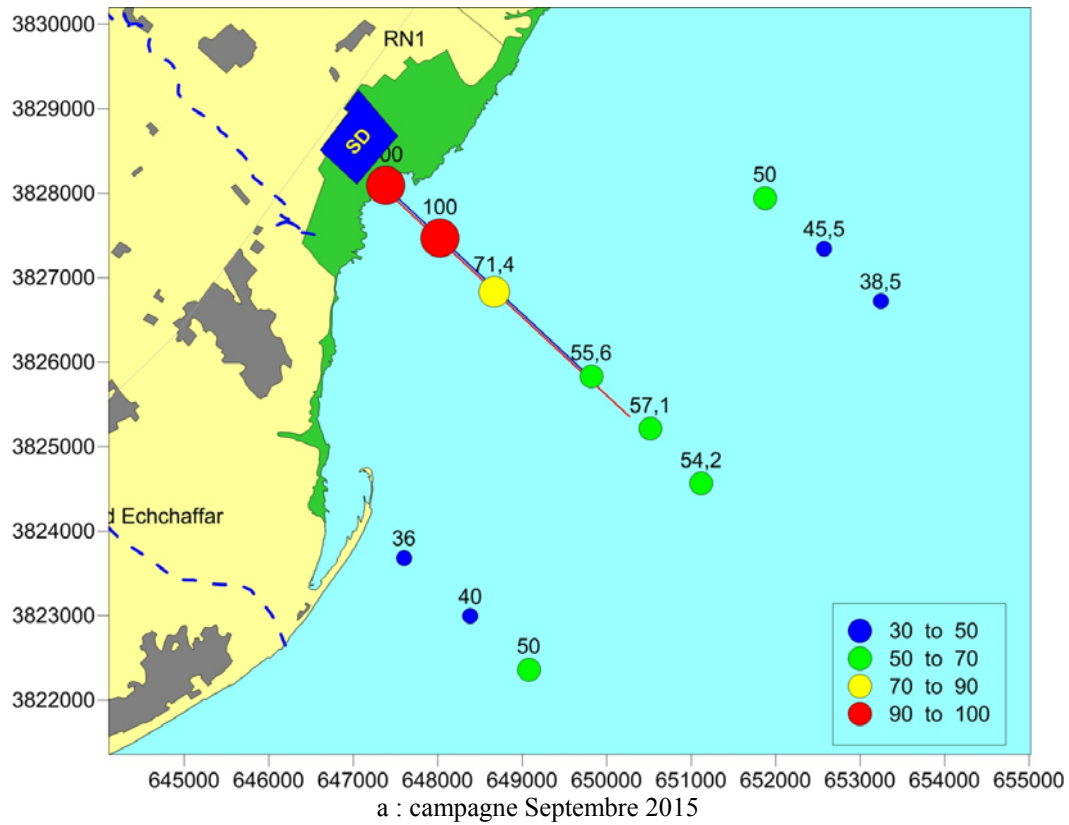 3830000
RN1
3829000
SD
00
3828000
50
100
45,5
3827000
71,4
38,5
3826000
55,6
57,1
3825000
54,2
d Echchaffar
3824000
36
3823000
40
50
3822000
30 to 50
50 to 70
70 to 90
90 to 100
645000 646000 647000 648000 649000 650000 651000 652000 653000 654000 655000
a : campagne Septembre 2015